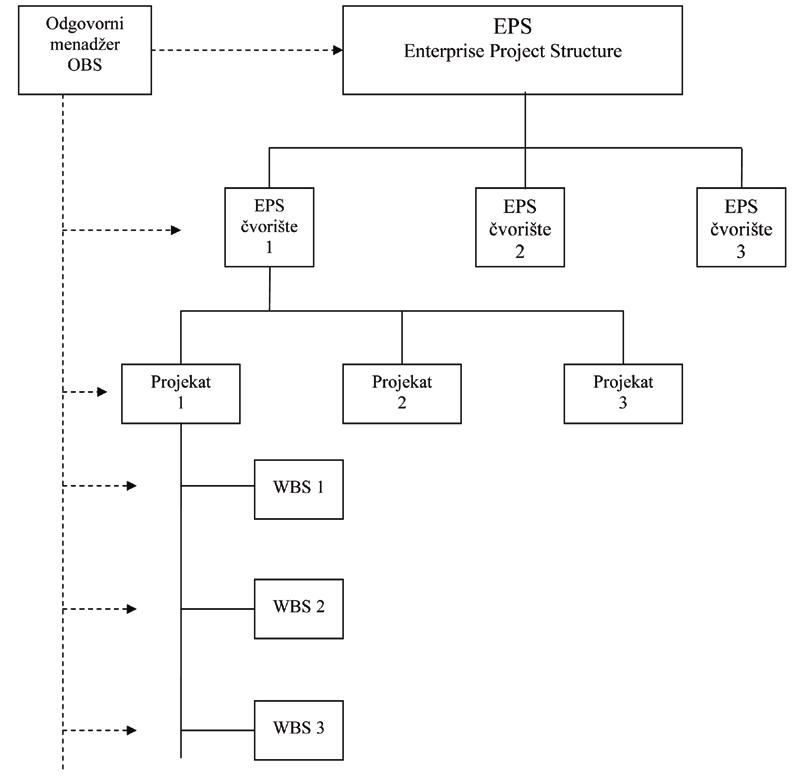 Odgovorni
menadžer
OBS
EPS
Enterprise Project Structure
EPS
čvorište
1
EPS
čvorište
2
EPS
čvorište
3
Projekat
1
Projekat
2
Projekat
3
WBS 1
WBS 2
WBS 3